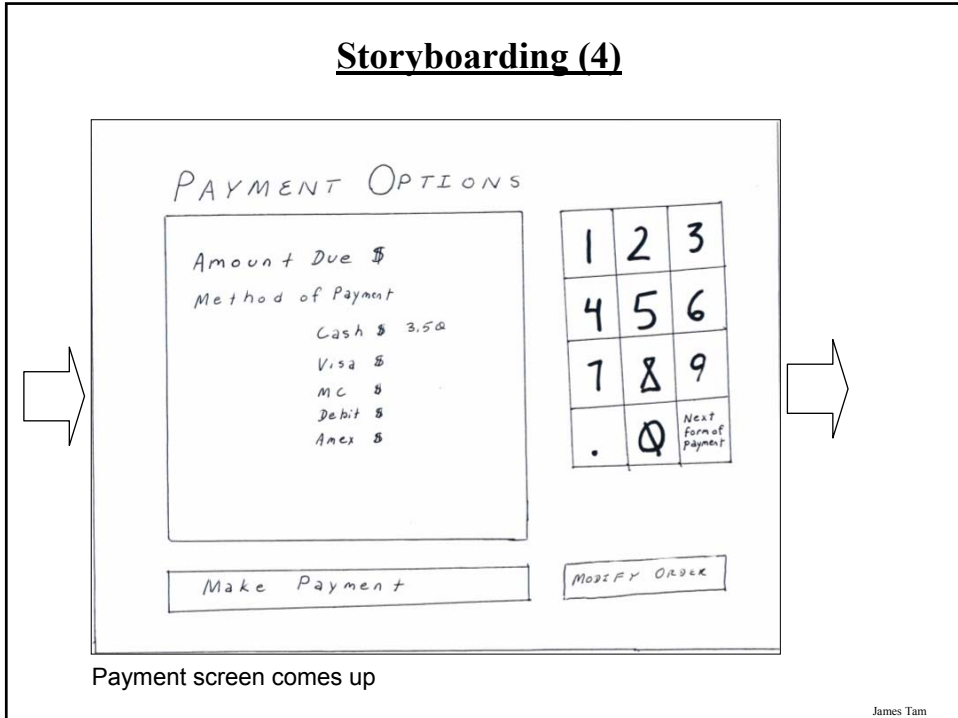 Storyboarding (4)
PAYMENT OPTIONS
Amount Due $
Method of Payment
Cash $ 3.50
Visa $
MC $
Debit $
Amex $
1 2 3
4 5 6
7 8 9
. 0 Next form of payment
Make Payment
MODIFY ORDER
Payment screen comes up
James Tam